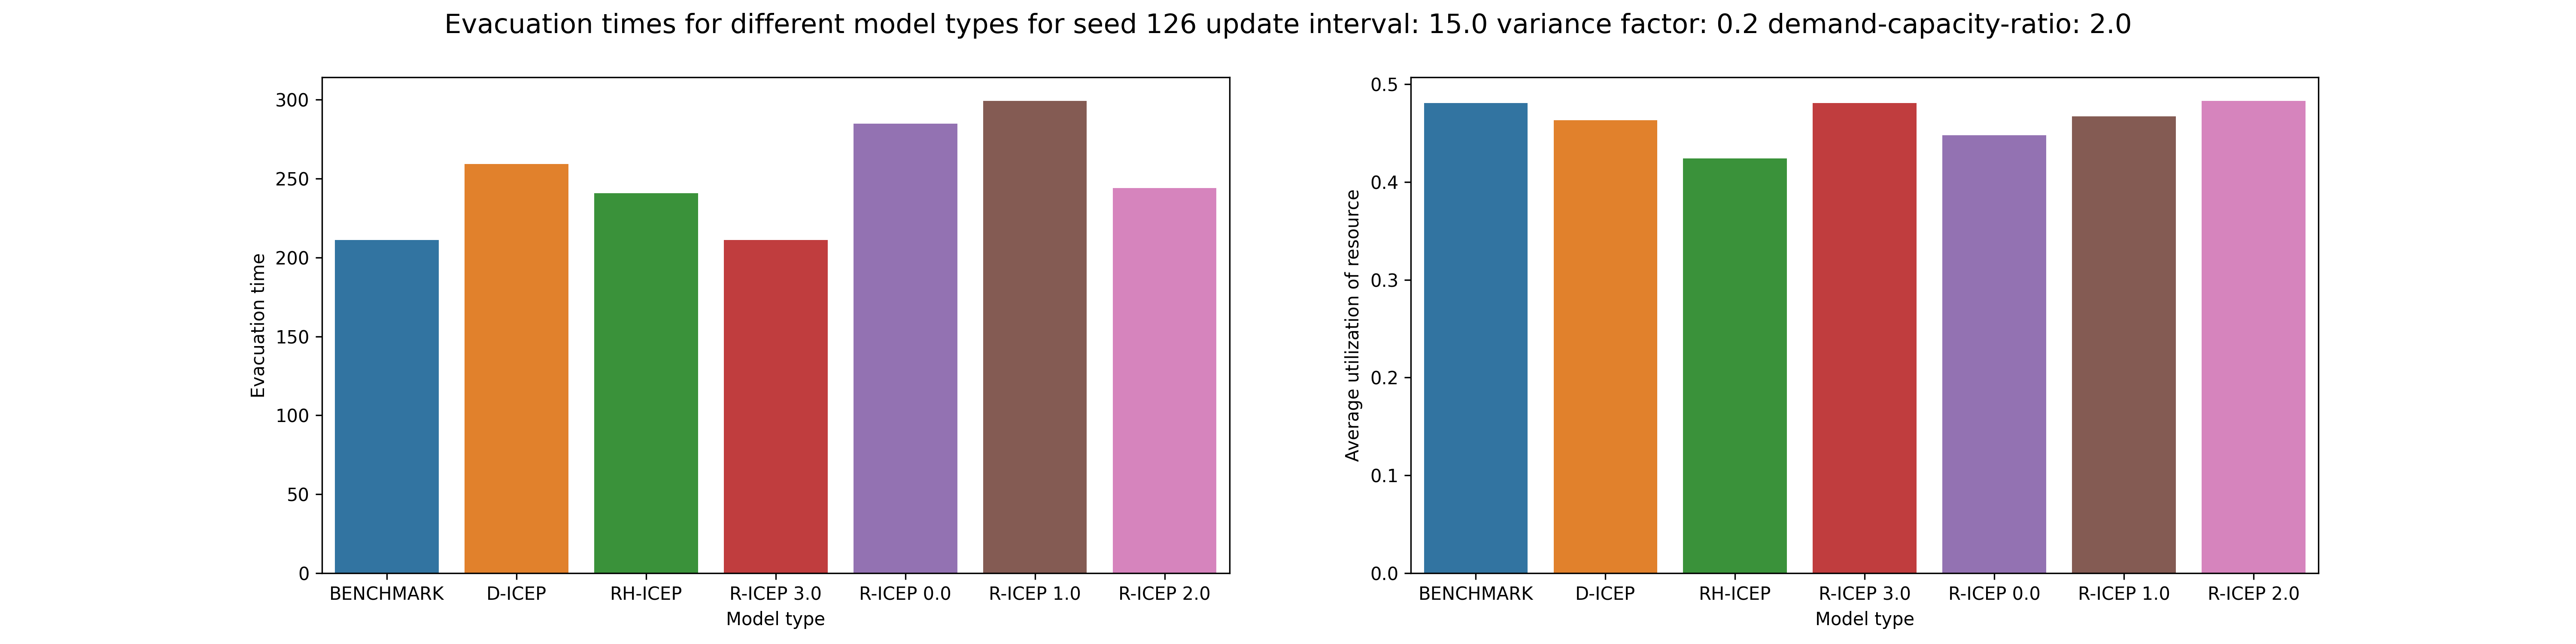 Evacuation times for different model types for seed 126 update interval: 15.0 variance factor: 0.2 demand-capacity-ratio: 2.0
Evacuation time
300
250
200
150
100
50
0
BENCHMARK D-ICEP RH-ICEP R-ICEP 3.0 R-ICEP 0.0 R-ICEP 1.0 R-ICEP 2.0
Model type
Average utilization of resource
0.5
0.4
0.3
0.2
0.1
0.0
BENCHMARK D-ICEP RH-ICEP R-ICEP 3.0 R-ICEP 0.0 R-ICEP 1.0 R-ICEP 2.0
Model type